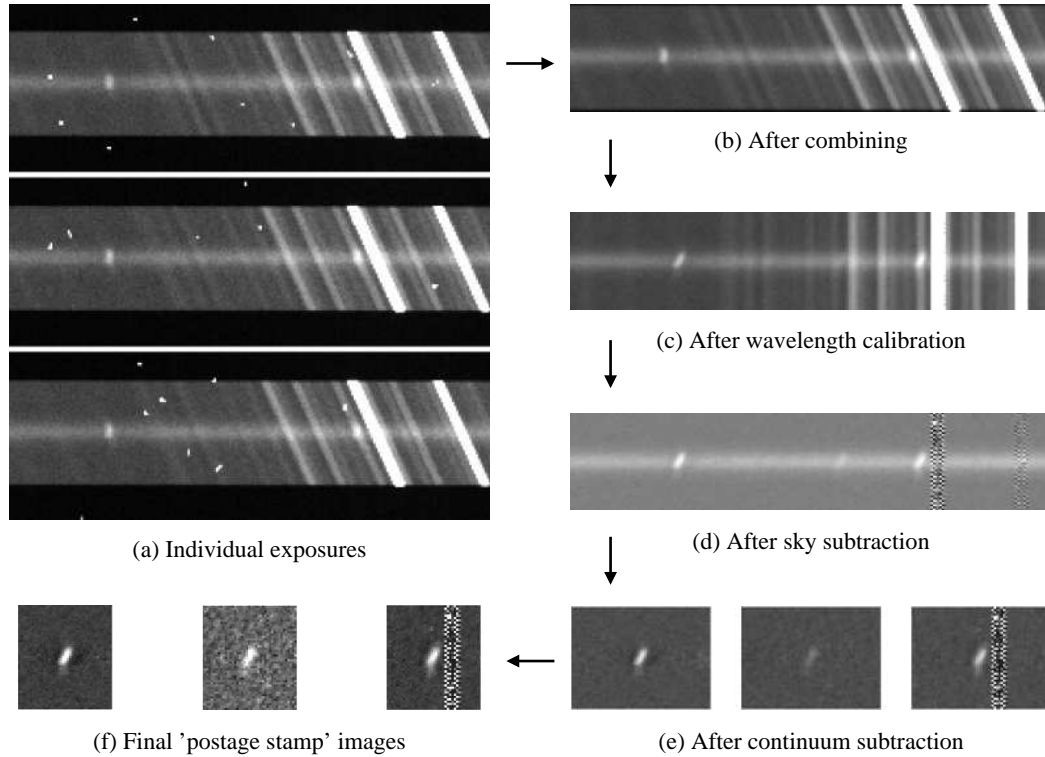 (a) Individual exposures
(b) After combining
(c) After wavelength calibration
(d) After sky subtraction
(e) After continuum subtraction
(f) Final 'postage stamp' images